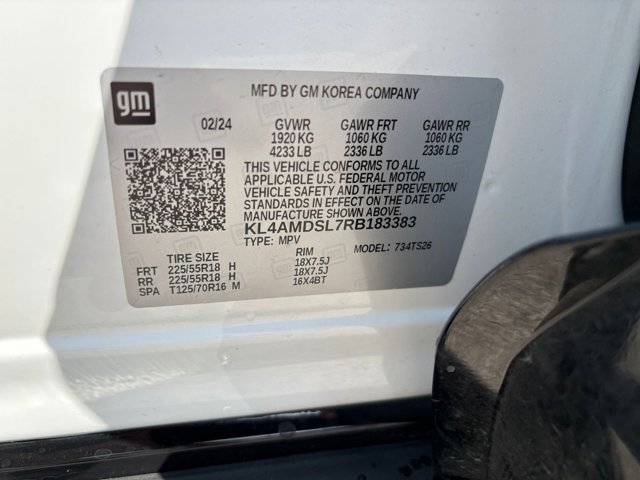 gm
MFD BY GM KOREA COMPANY
02/24 GVWR GAWR FRT GAWR RR
1920 KG 1060 KG 1060 KG
4233 LB 2336 LB 2336 LB
THIS VEHICLE CONFORMS TO ALL
APPLICABLE U.S. FEDERAL MOTOR
VEHICLE SAFETY AND THEFT PREVENTION
STANDARDS IN EFFECT ON THE DATE OF
MANUFACTURE SHOWN ABOVE.
KL4AMDSL7RB183383
TYPE: MPV MODEL: 734TS26
TIRE SIZE RIM
FRT 225/55R18 H 18X7.5J
RR 225/55R18 H 18X7.5J
SPA T125/70R16 M 16X4BT